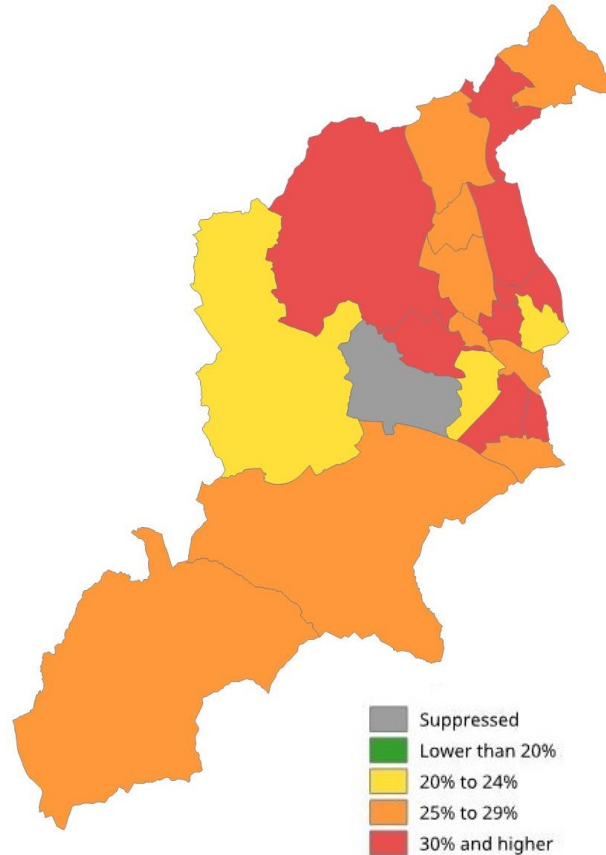 Suppressed
Lower than 20%
20% to 24%
25% to 29%
30% and higher